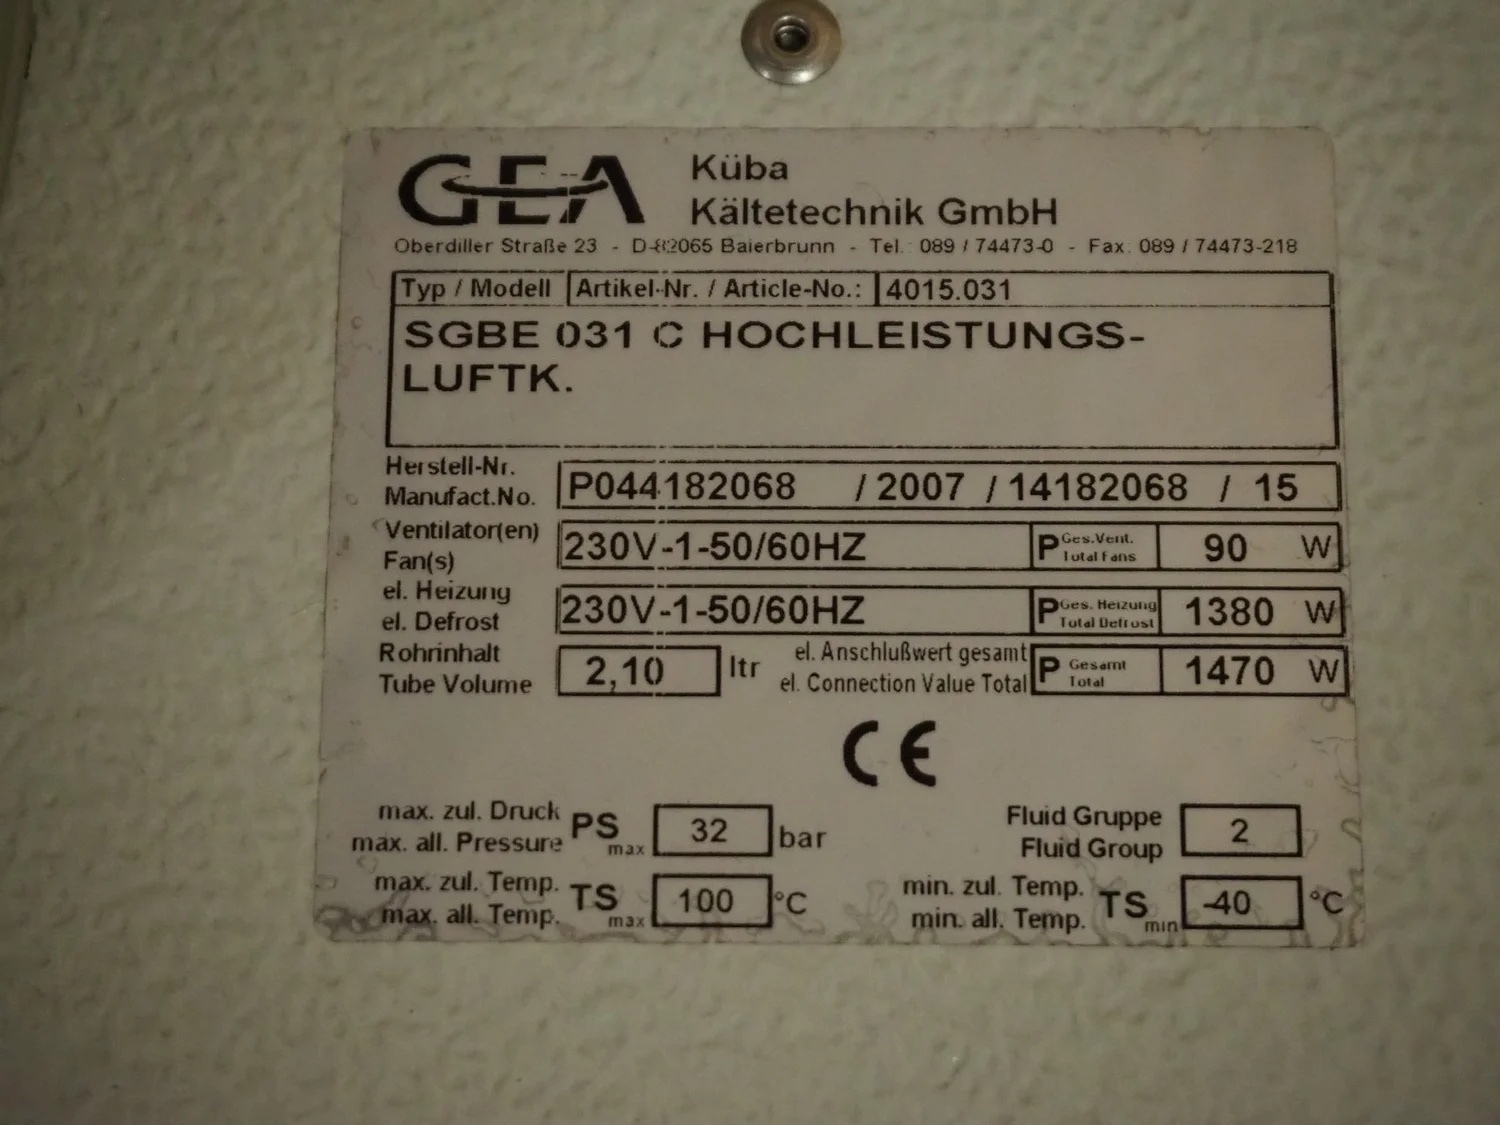 GEA Küba
Kältetechnik GmbH
Oberdiller Straße 23 - D-82065 Baierbrunn - Tel. 089 / 74473-0 - Fax. 089 / 74473-218
Typ / Modell Artikel-Nr. / Article-No.: 4015.031
SGBE 031 C HOCHLEISTUNGS-
LUFTK.
Herstell-Nr.
Manufact.No. P044182068 / 2007 / 14182068 / 15
Ventilator(en)
Fan(s) 230V-1-50/60HZ P Ges.Vent. Total Fans 90 W
el. Heizung
el. Defrost 230V-1-50/60HZ P Ges. Heizung Total Defrost 1380 W
Rohrinhalt
Tube Volume 2,10 ltr el. Anschlußwert gesamt
el. Connection Value Total P Gesamt Total 1470 W
CE
max. zul. Druck
max. all. Pressure PS max 32 bar
Fluid Gruppe
Fluid Group 2
max. zul. Temp.
max. all. Temp. TS max 100 °C
min. zul. Temp.
min. all. Temp. TS min -40 °C